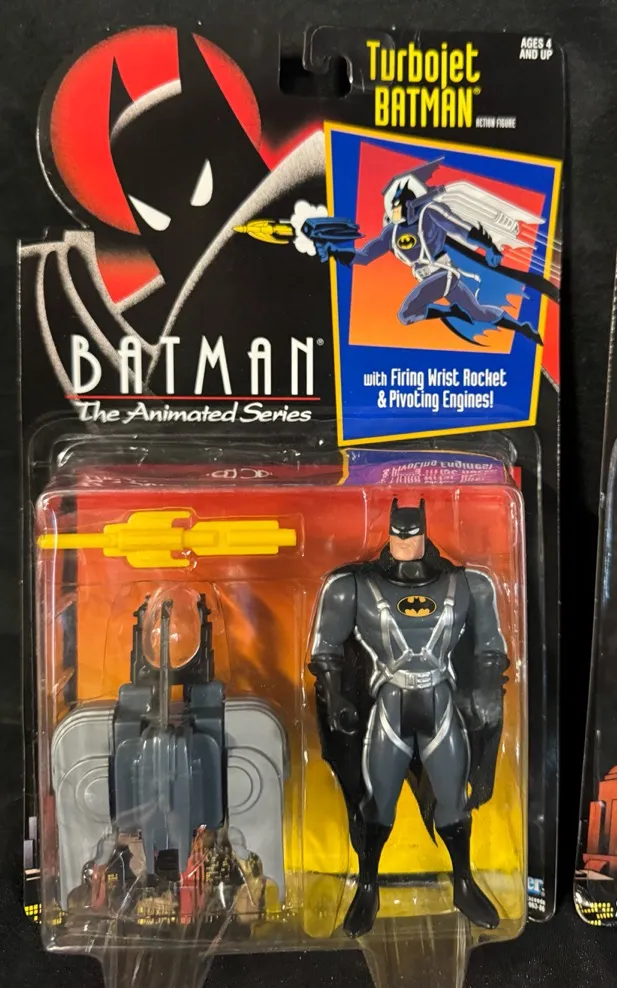 Turbojet
BATMAN®
ACTION FIGURE
AGES 4
AND UP
with Firing Wrist Rocket
& Pivoting Engines!
BATMAN®
The Animated Series